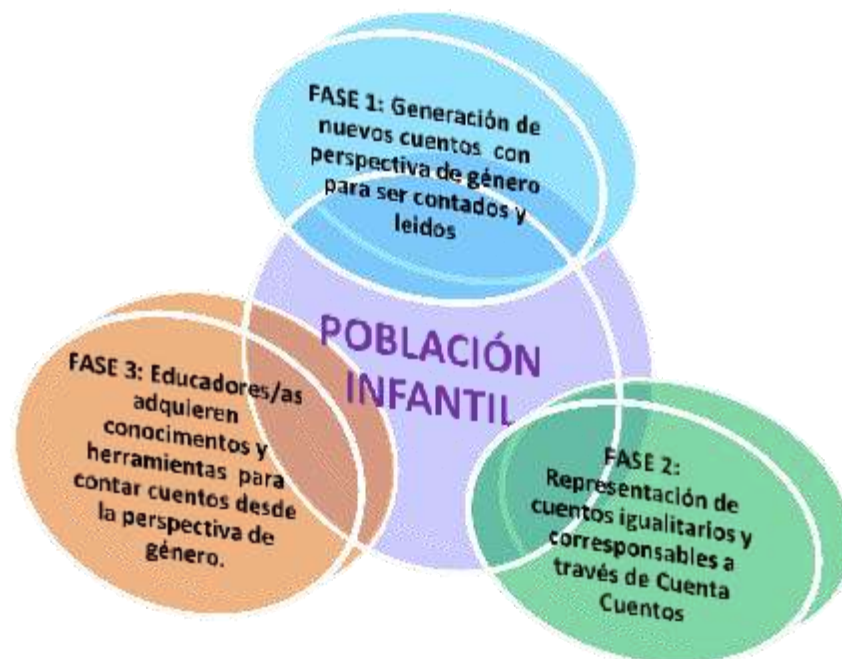 FASE 1: Generación de
nuevos cuentos con
perspectiva de género
para ser contados y
leidos
POBLACIÓN
INFANTIL
FASE 2:
Representación de
cuentos igualitarios y
corresponsables a
través de Cuenta
Cuentos
FASE 3: Educadores/as
adquieren
conocimientos y
herramientas para
contar cuentos desde
la perspectiva de
género.